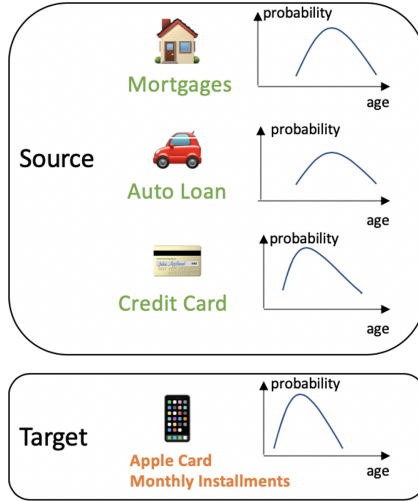 probability
Mortgages
age
Source
probability
Auto Loan
age
probability
Credit Card
age
Target
probability
Apple Card
Monthly Installments
age